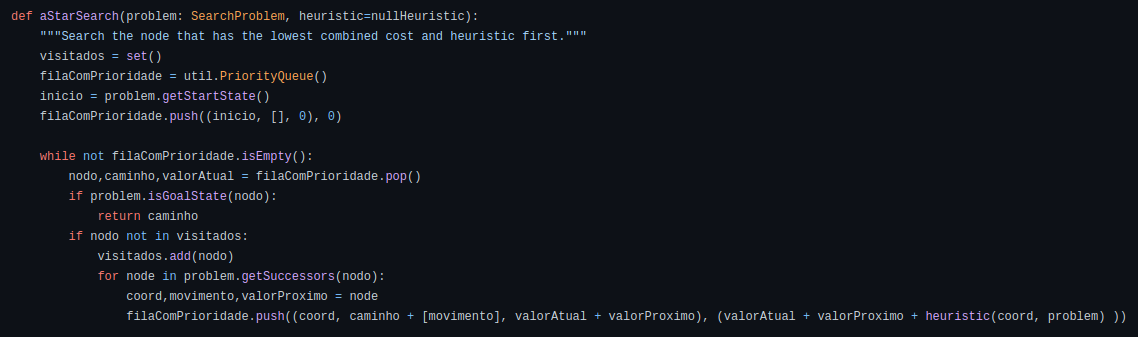 def aStarSearch(problem: SearchProblem, heuristic=nullHeuristic):
    """Search the node that has the lowest combined cost and heuristic first."""
    visitados = set()
    filaComPrioridade = util.PriorityQueue()
    inicio = problem.getStartState()
    filaComPrioridade.push((inicio, [], 0), 0)

    while not filaComPrioridade.isEmpty():
        nodo,caminho,valorAtual = filaComPrioridade.pop()
        if problem.isGoalState(nodo):
            return caminho
        if nodo not in visitados:
            visitados.add(nodo)
            for node in problem.getSuccessors(nodo):
                coord,movimento,valorProximo = node
                filaComPrioridade.push((coord, caminho + [movimento], valorAtual + valorProximo), (valorAtual + valorProximo + heuristic(coord, problem) ))